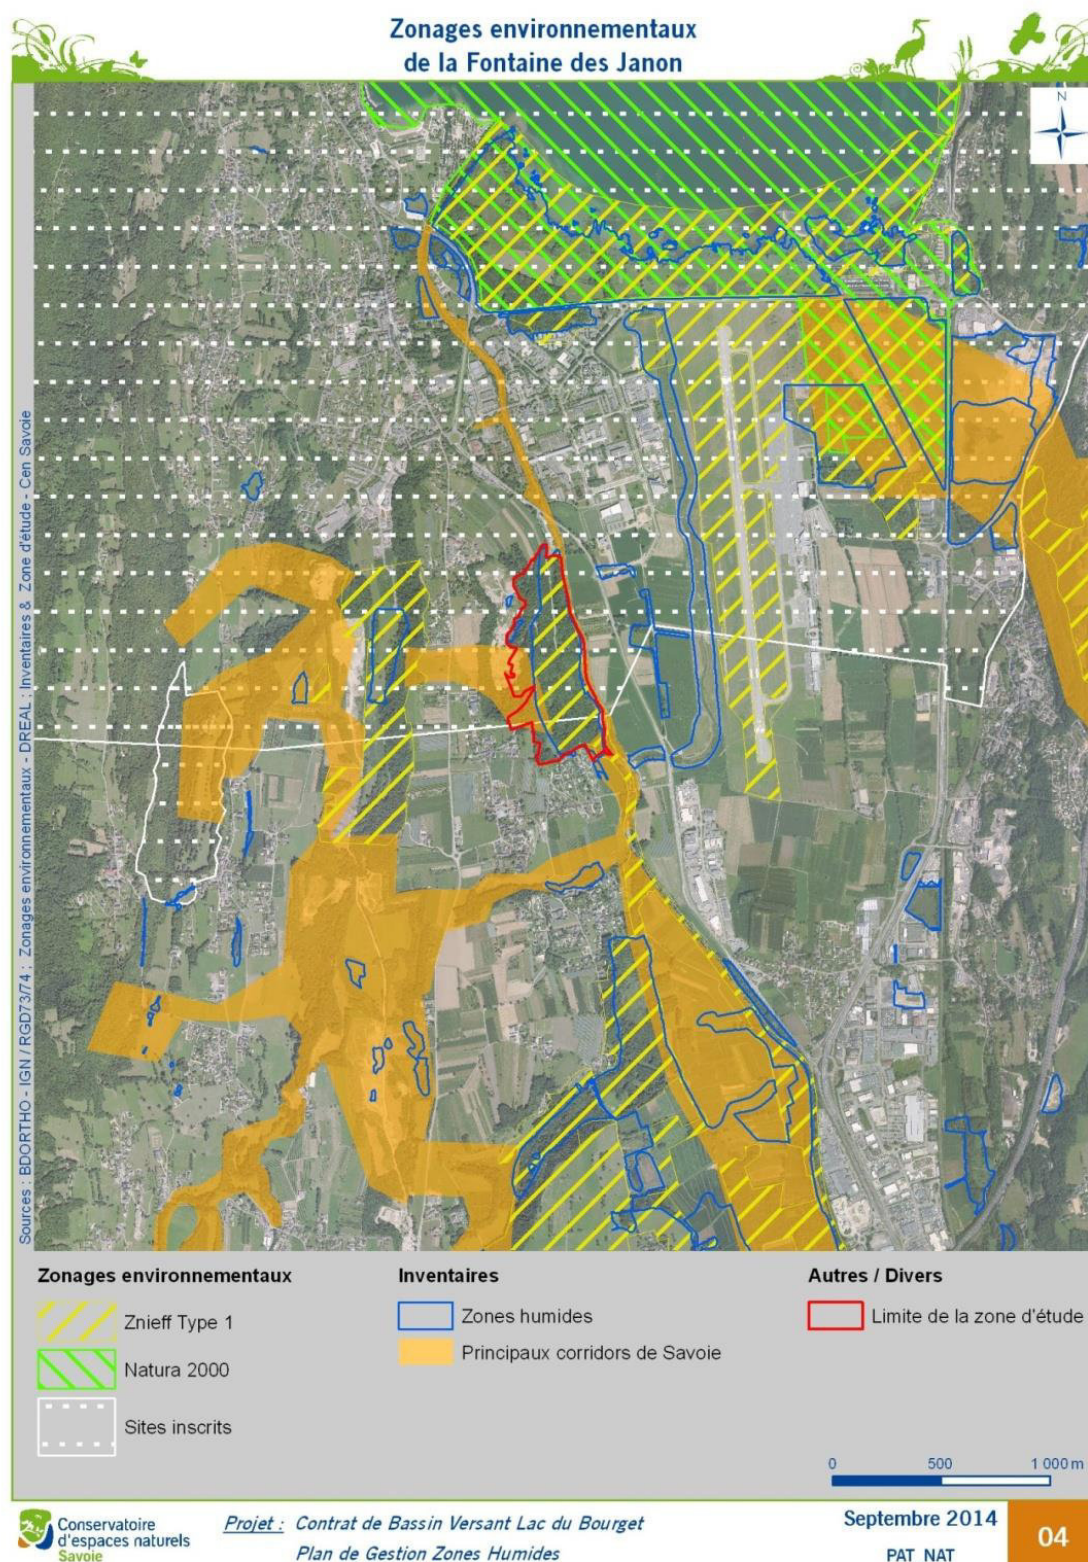 Zonages environnementaux
de la Fontaine des Janon
N
Sources : BDORTHO - IGN / RGD73/74 ; Zonages environnementaux - DREAL ; Inventaires & Zone d'étude - Cen Savoie
Zonages environnementaux
Znieff Type 1
Natura 2000
Sites inscrits
Inventaires
Zones humides
Principaux corridors de Savoie
Autres / Divers
Limite de la zone d'étude
0 500 1 000 m
Conservatoire
d'espaces naturels
Savoie
Projet : Contrat de Bassin Versant Lac du Bourget
Plan de Gestion Zones Humides
Septembre 2014
PAT_NAT
04